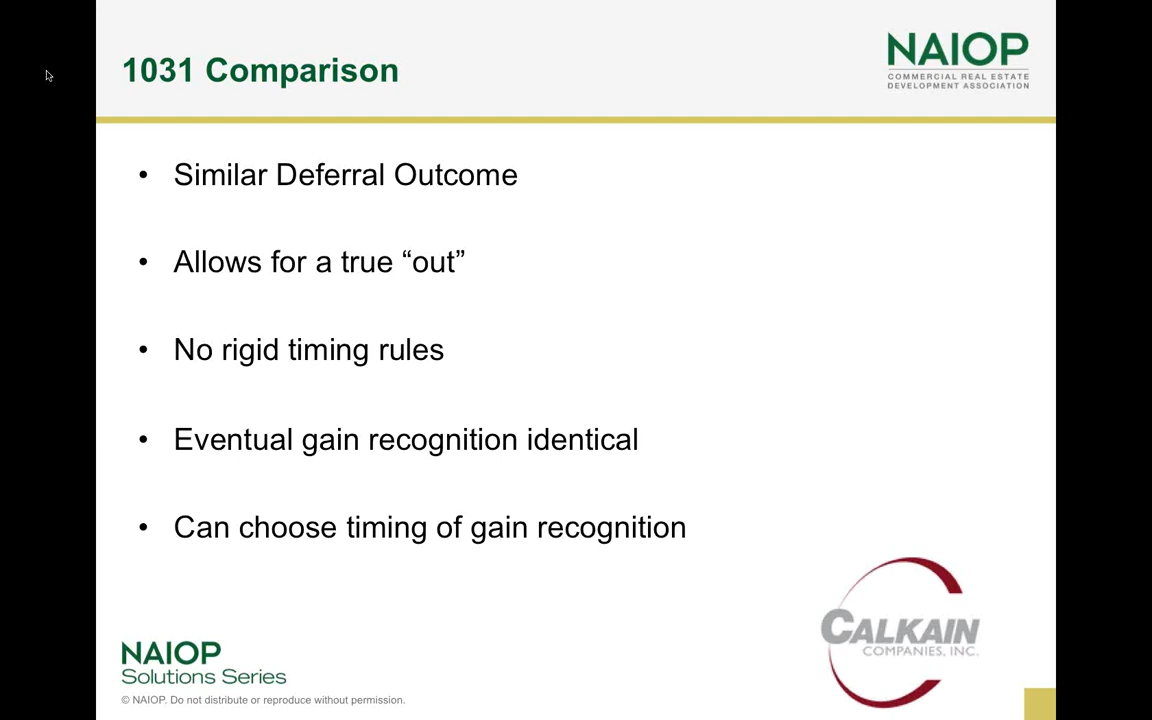 1031 Comparison
NAIOP
COMMERCIAL REAL ESTATE
DEVELOPMENT ASSOCIATION
• Similar Deferral Outcome
• Allows for a true “out”
• No rigid timing rules
• Eventual gain recognition identical
• Can choose timing of gain recognition
CALKAIN
COMPANIES, INC.
NAIOP
Solutions Series
© NAIOP. Do not distribute or reproduce without permission.